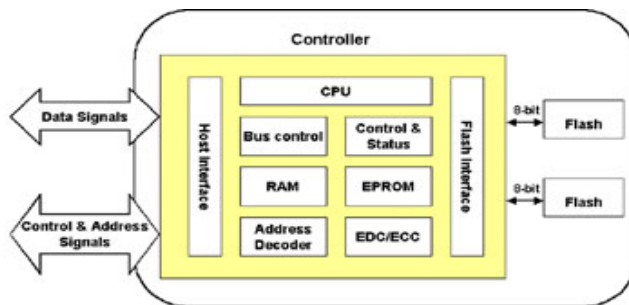 Controller
CPU
8-bit
Flash
Data Signals
Host Interface
Bus control
Control &
Status
Flash Interface
RAM
EPROM
8-bit
Flash
Control & Address
Signals
Address
Decoder
EDC/ECC